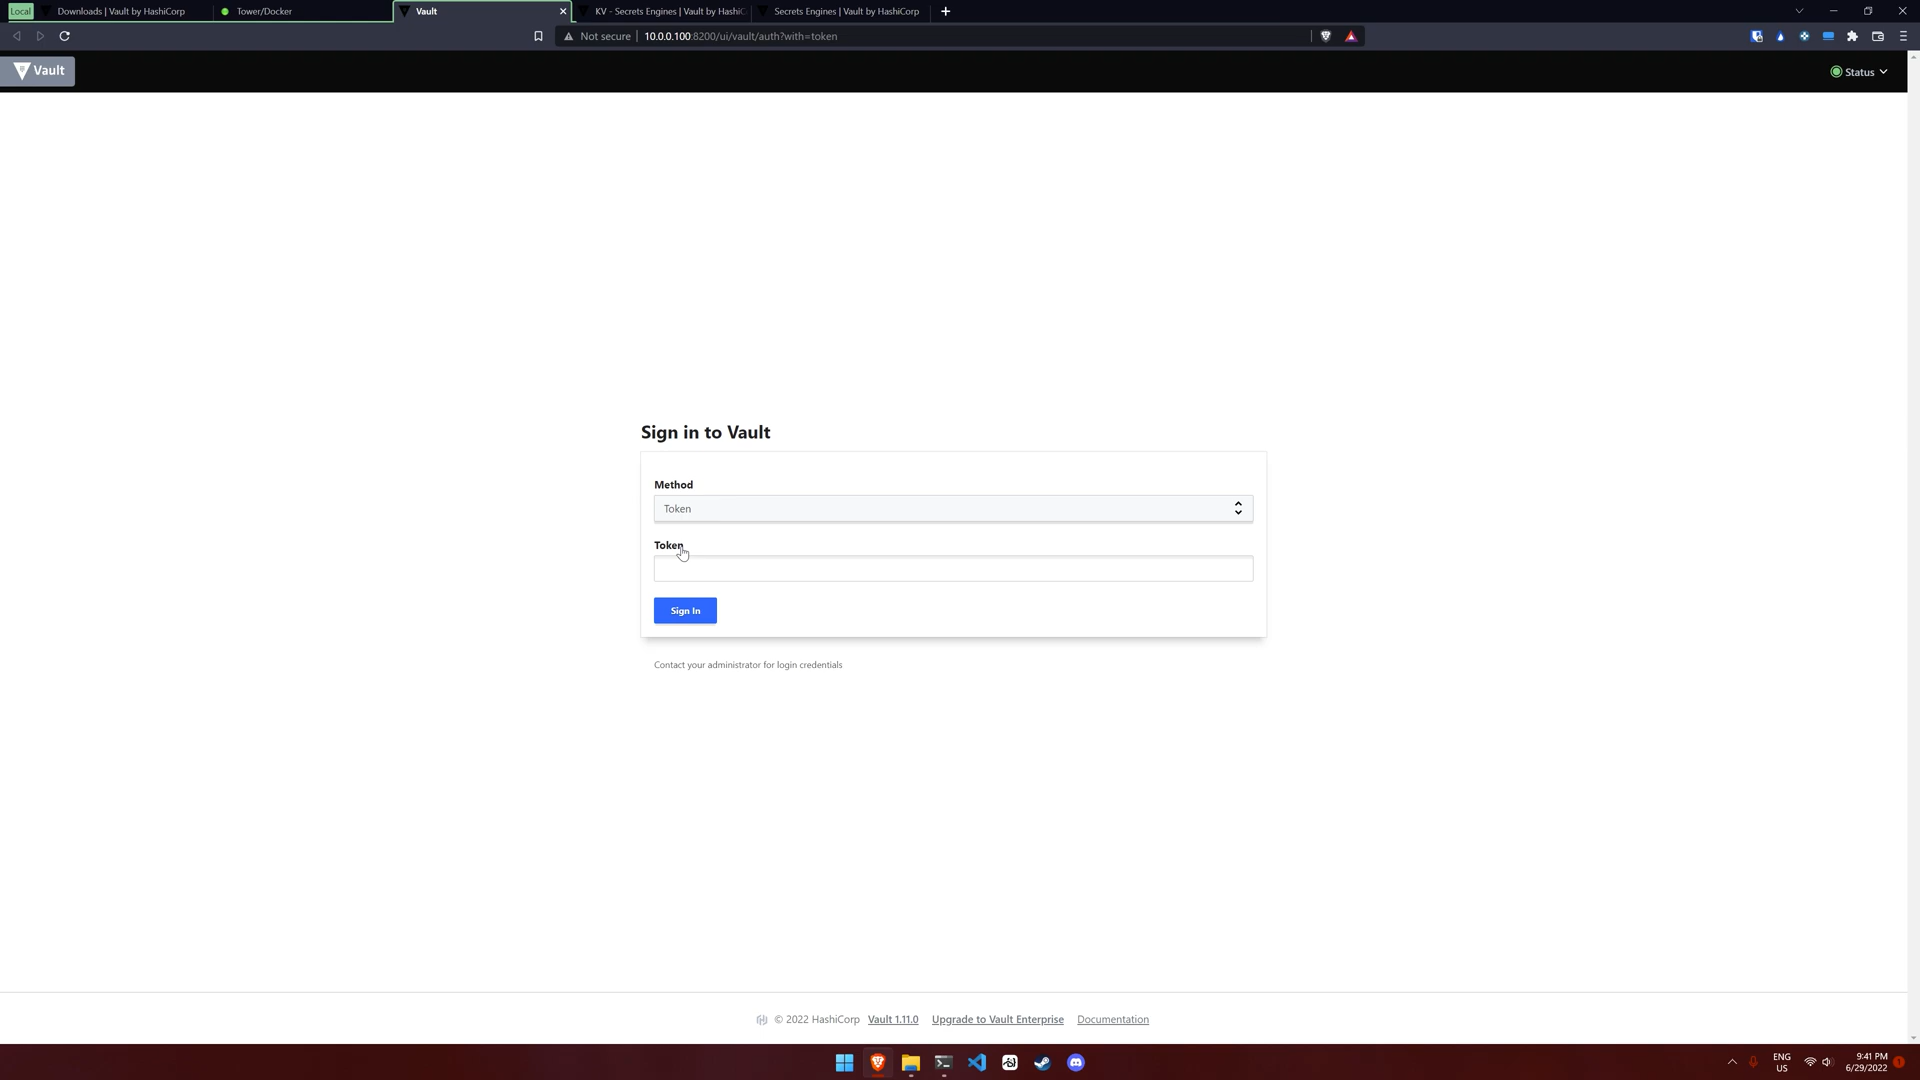 Local
Downloads | Vault by HashiCorp
Tower/Docker
Vault
KV - Secrets Engines | Vault by HashiC
Secrets Engines | Vault by HashiCorp
Not secure
10.0.0.100:8200/ui/vault/auth?with=token
Vault
Status
Sign in to Vault
Method
Token
Token
Sign In
Contact your administrator for login credentials
© 2022 HashiCorp Vault 1.11.0 Upgrade to Vault Enterprise Documentation
ENG
US
9:41 PM
6/29/2022
1